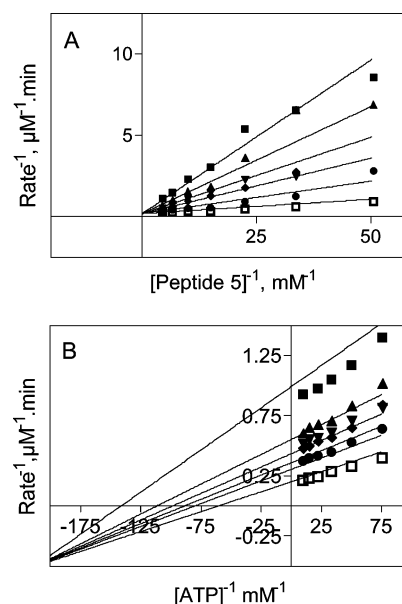 A
10
5
Rate-1, µM-1.min
25
50
[Peptide 5]-1, mM-1
B
1.25
0.75
0.25
-0.25
Rate-1,µM-1.min
-175
-125
-75
-25
25
75
[ATP]-1 mM-1